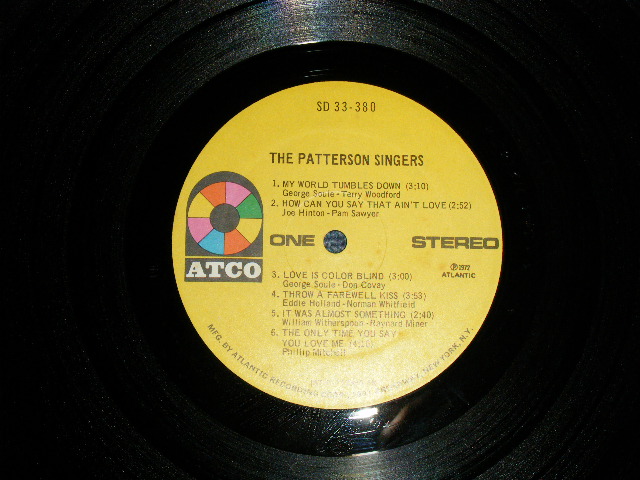 SD 33-380
THE PATTERSON SINGERS
1. MY WORLD TUMBLES DOWN (3:10)
George Soule - Terry Woodford
2. HOW CAN YOU SAY THAT AIN'T LOVE (2:52)
Joe Hinton - Pam Sawyer
ONE STEREO
ATCO
3. LOVE IS COLOR BLIND (3:00)
George Soule - Don Covay
℗ 1972
ATLANTIC
4. THROW A FAREWELL KISS (3:53)
Eddie Holland - Norman Whitfield
5. IT WAS ALMOST SOMETHING (2:40)
William Witherspoon - Raynard Miner
6. THE ONLY TIME YOU SAY
YOU LOVE ME
Phillip Mitchell
MFG. BY ATLANTIC RECORDING CORP., BROADWAY, NEW YORK, N.Y.